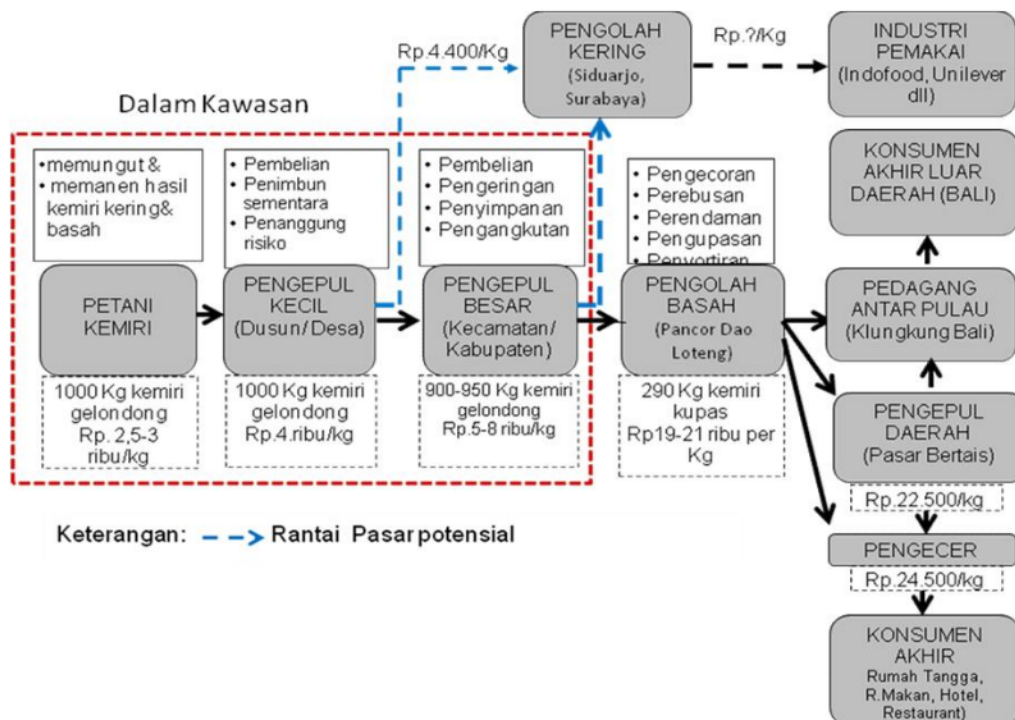 PENGOLAH
KERING
(Siduarjo,
Surabaya)
Rp.4.400/Kg
Rp.?/Kg
INDUSTRI
PEMAKAI
(Indofood, Unilever
dll)
Dalam Kawasan
•memungut &
• memanen hasil
kemiri kering&
basah
• Pembelian
• Penimbun
sementara
• Penanggung
risiko
• Pembelian
• Pengeringan
• Penyimpanan
• Pengangkutan
• Pengecoran
• Perebusan
• Perendaman
• Pengupasan
• Penyortiran
KONSUMEN
AKHIR LUAR
DAERAH (BALI)
PETANI
KEMIRI
PENGEPUL
KECIL
(Dusun/ Desa)
PENGEPUL
BESAR
(Kecamatan/
Kabupaten)
PENGOLAH
BASAH
(Pancor Dao
Loteng)
PEDAGANG
ANTAR PULAU
(Klungkung Bali)
1000 Kg kemiri
gelondong
Rp. 2,5-3
ribu/kg
1000 Kg kemiri
gelondong
Rp.4.ribu/kg
900-950 Kg kemiri
gelondong
Rp.5-8 ribu/kg
290 Kg kemiri
kupas
Rp19-21 ribu per
Kg
PENGEPUL
DAERAH
(Pasar Bertais)
Rp.22.500/kg
Keterangan:
Rantai Pasar potensial
PENGECER
Rp.24.500/kg
KONSUMEN
AKHIR
Rumah Tangga,
R.Makan, Hotel,
Restaurant)